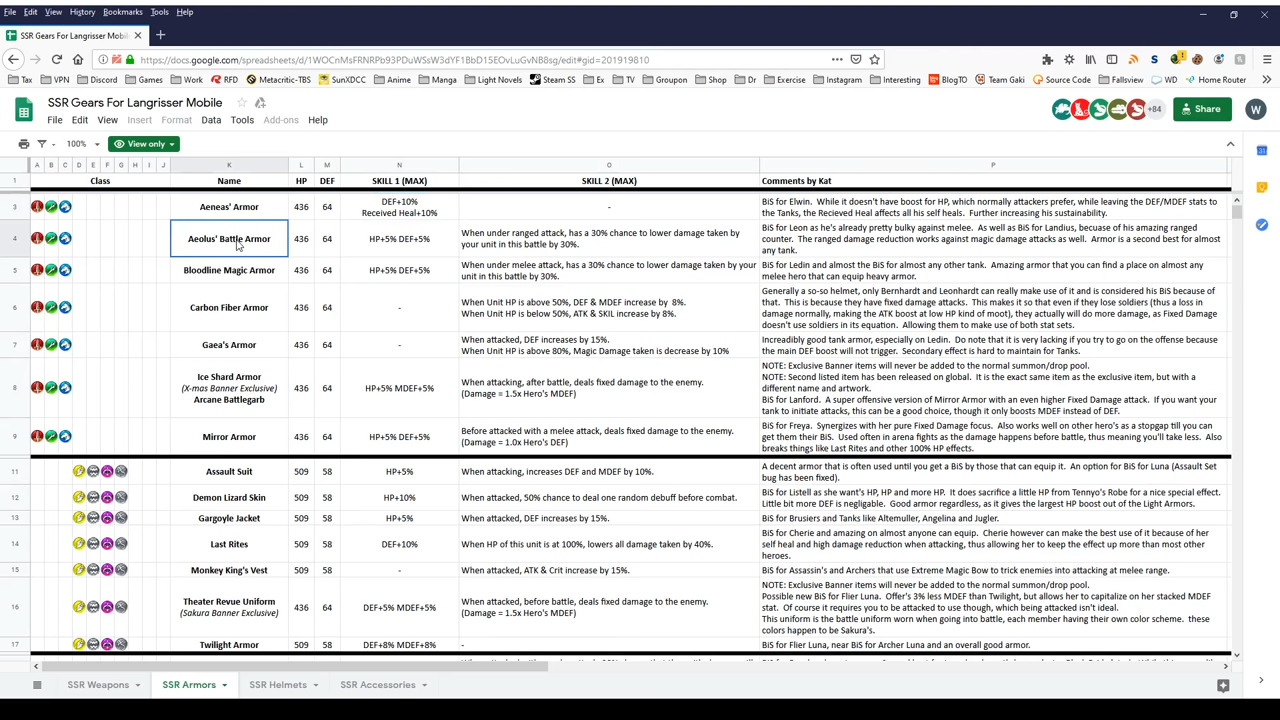 File Edit View History Bookmarks Tools Help
SSR Gears For Langrisser Mobile
https://docs.google.com/spreadsheets/d/1WOCnMsFRNRPb93PDuWSsW3dYF1BbD15EOvLuGvNB8sg/edit#gid=201919810
Tax VPN Discord Games Work RFD Metacritic-TBS SunXDCC Anime Manga Light Novels Steam SS Ex TV Groupon Shop Dr Exercise Instagram Interesting BlogTO Team Gaki Source Code Fallsview WD Home Router
SSR Gears For Langrisser Mobile
+84 Share W
File Edit View Insert Format Data Tools Add-ons Help
100% View only
A B C D E F G H I J K L M N O P
1 Class Name HP DEF SKILL 1 (MAX) SKILL 2 (MAX) Comments by Kat
3 Aeneas' Armor 436 64 DEF+10% - BiS for Elwin. While it doesn't have boost for HP, which normally attackers prefer, while leaving the DEF/MDEF stats to
Received Heal+10% the Tanks, the Recieved Heal affects all his self heals. Further increasing his sustainability.
4 Aeolus' Battle Armor 436 64 HP+5% DEF+5% When under ranged attack, has a 30% chance to lower damage taken by BiS for Leon as he's already pretty bulky against melee. As well as BiS for Landius, becuase of his amazing ranged
your unit in this battle by 30%. counter. The ranged damage reduction works against magic damage attacks as well. Armor is a second best for almost
any tank.
5 Bloodline Magic Armor 436 64 HP+5% DEF+5% When under melee attack, has a 30% chance to lower damage taken by your BiS for Ledin and almost the BiS for almost any other tank. Amazing armor that you can find a place on almost any
unit in this battle by 30%. melee hero that can equip heavy armor.
6 Carbon Fiber Armor 436 64 - When Unit HP is above 50%, DEF & MDEF increase by 8%. Generally a so-so helmet, only Bernhardt and Leonhardt can really make use of it and is considered his BiS because of
When Unit HP is below 50%, ATK & SKIL increase by 8%. that. This is because they have fixed damage attacks. This makes it so that even if they lose soldiers (thus a loss in
damage normally, making the ATK boost at low HP kind of moot), they actually will do more damage, as Fixed Damage
doesn't use soldiers in its equation. Allowing them to make use of both stat sets.
7 Gaea's Armor 436 64 - When attacked, DEF increases by 15%. Increadibly good tank armor, especially on Ledin. Do note that it is very lacking if you try to go on the offense because
When Unit HP is above 80%, Magic Damage taken is decrease by 10% the main DEF boost will not trigger. Secondary effect is hard to maintain for Tanks.
8 Ice Shard Armor 436 64 HP+5% MDEF+5% When attacking, after battle, deals fixed damage to the enemy. NOTE: Exclusive Banner items will never be added to the normal summon/drop pool.
(X-mas Banner Exclusive) (Damage = 1.5x Hero's MDEF) NOTE: Second listed item has been released on global. It is the exact same item as the exclusive item, but with a
Arcane Battlegarb different name and artwork.
BiS for Lanford. A super offensive version of Mirror Armor with an even higher Fixed Damage attack. If you want your
tank to initiate attacks, this can be a good choice, though it only boosts MDEF instead of DEF.
9 Mirror Armor 436 64 HP+5% DEF+5% Before attacked with a melee attack, deals fixed damage to the enemy. BiS for Freya. Synergizes with her pure Fixed Damage focus. Also works well on other hero's as a stopgap till you can
(Damage = 1.0x Hero's DEF) get them their BiS. Used often in arena fights as the damage happens before battle, thus meaning you'll take less. Also
breaks things like Last Rites and other 100% HP effects.
11 Assault Suit 509 58 HP+5% When attacking, increases DEF and MDEF by 10%. A decent armor that is often used until you get a BiS by those that can equip it. An option for BiS for Luna (Assault Set
bug has been fixed).
12 Demon Lizard Skin 509 58 HP+10% When attacked, 50% chance to deal one random debuff before combat. BiS for Listell as she want's HP, HP and more HP. It does sacrifice a little HP from Tennyo's Robe for a nice special effect.
Little bit more DEF is negligable. Good armor regardless, as it gives the largest HP boost out of the Light Armors.
13 Gargoyle Jacket 509 58 HP+5% When attacked, DEF increases by 15%. BiS for Brusiers and Tanks like Altemuller, Angelina and Jugler.
14 Last Rites 509 58 DEF+10% When HP of this unit is at 100%, lowers all damage taken by 40%. BiS for Cherie and amazing on almost anyone can equip. Cherie however can make the best use of it because of her
self heal and high damage reduction when attacking, thus allowing her to keep the effect up more than most other
heroes.
15 Monkey King's Vest 509 58 - When attacked, ATK & Crit increase by 15%. BiS for Assassin's and Archers that use Extreme Magic Bow to trick enemies into attacking at melee range.
16 Theater Revue Uniform 436 58 DEF+5% MDEF+5% When attacked, before battle, deals fixed damage to the enemy. NOTE: Exclusive Banner items will never be added to the normal summon/drop pool.
(Sakura Banner Exclusive) (Damage = 1.5x Hero's MDEF) Possible new BiS for Flier Luna. Offer's 3% less MDEF than Twilight, but allows her to capitalize on her stacked MDEF
stat. Of course it requires you to be attacked to use though, which being attacked isn't ideal.
This uniform is the battle uniform worn when going into battle, each member having their own color scheme. these
colors happen to be Sakura's.
17 Twilight Armor 509 58 DEF+8% MDEF+8% - BiS for Flier Luna, near BiS for Archer Luna and an overall good armor.
SSR Weapons SSR Armors SSR Helmets SSR Accessories